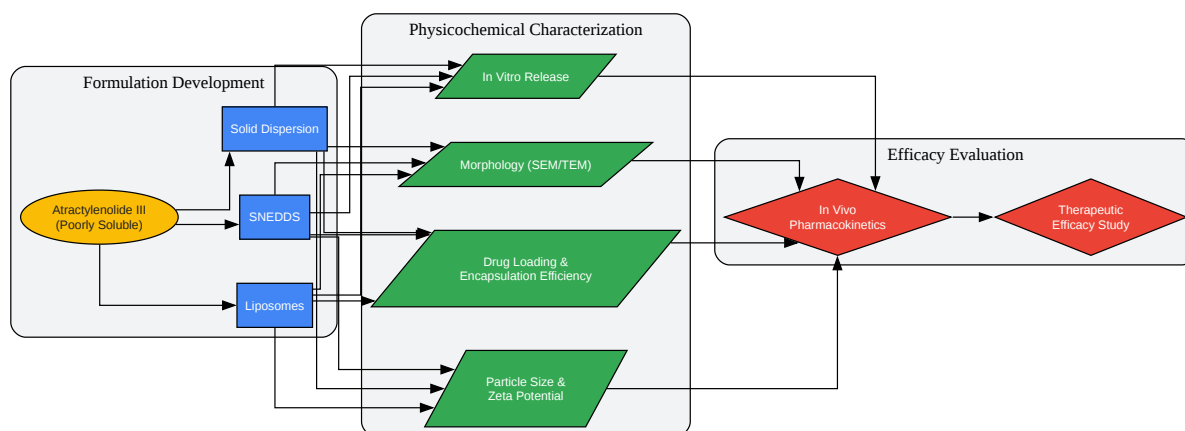 Formulation Development
Atractylenolide III
(Poorly Soluble)
Solid Dispersion
SNEDDS
Liposomes
Physicochemical Characterization
In Vitro Release
Morphology (SEM/TEM)
Drug Loading &
Encapsulation Efficiency
Particle Size &
Zeta Potential
Efficacy Evaluation
In Vivo
Pharmacokinetics
Therapeutic
Efficacy Study